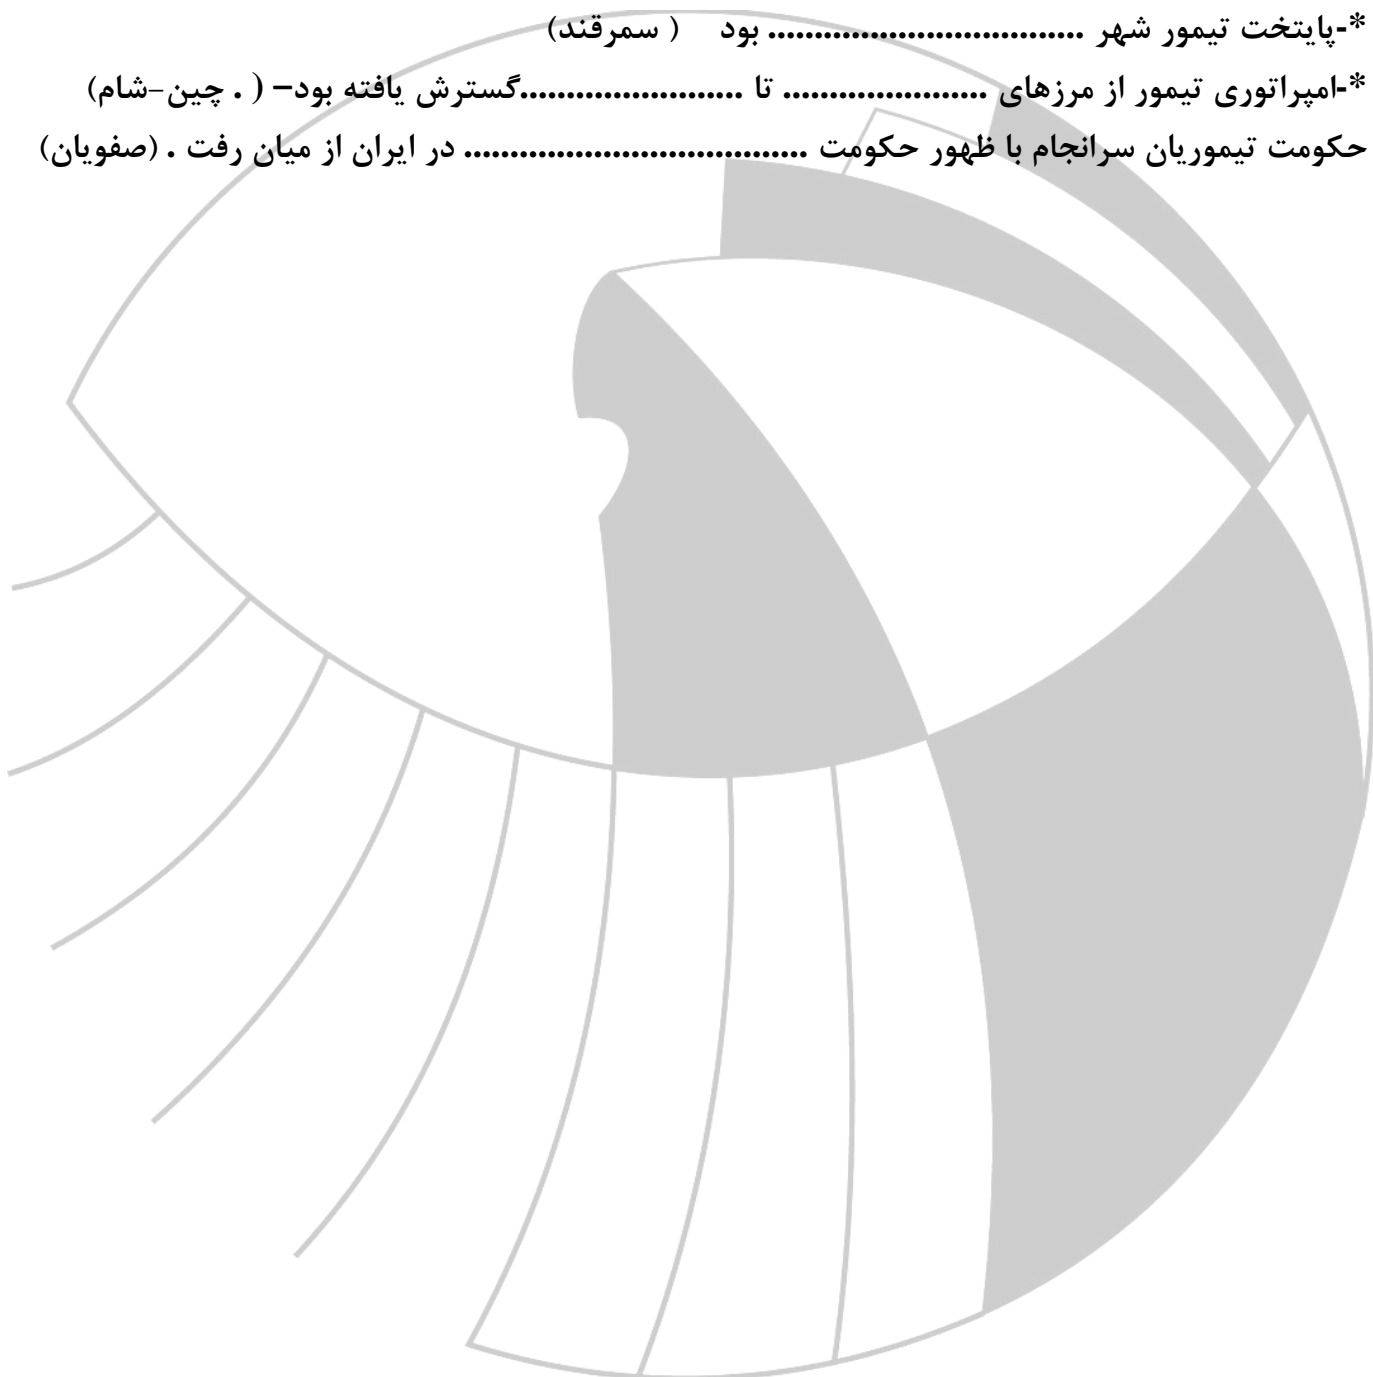 *-پایتخت تیمور شهر .................................. بود ( سمرقند)
*-امپراتوری تیمور از مرزهای ...................... تا ........................گسترش یافته بود– ( . چین–شام)
حکومت تیموریان سرانجام با ظهور حکومت ..................................... در ایران از میان رفت . (صفویان)